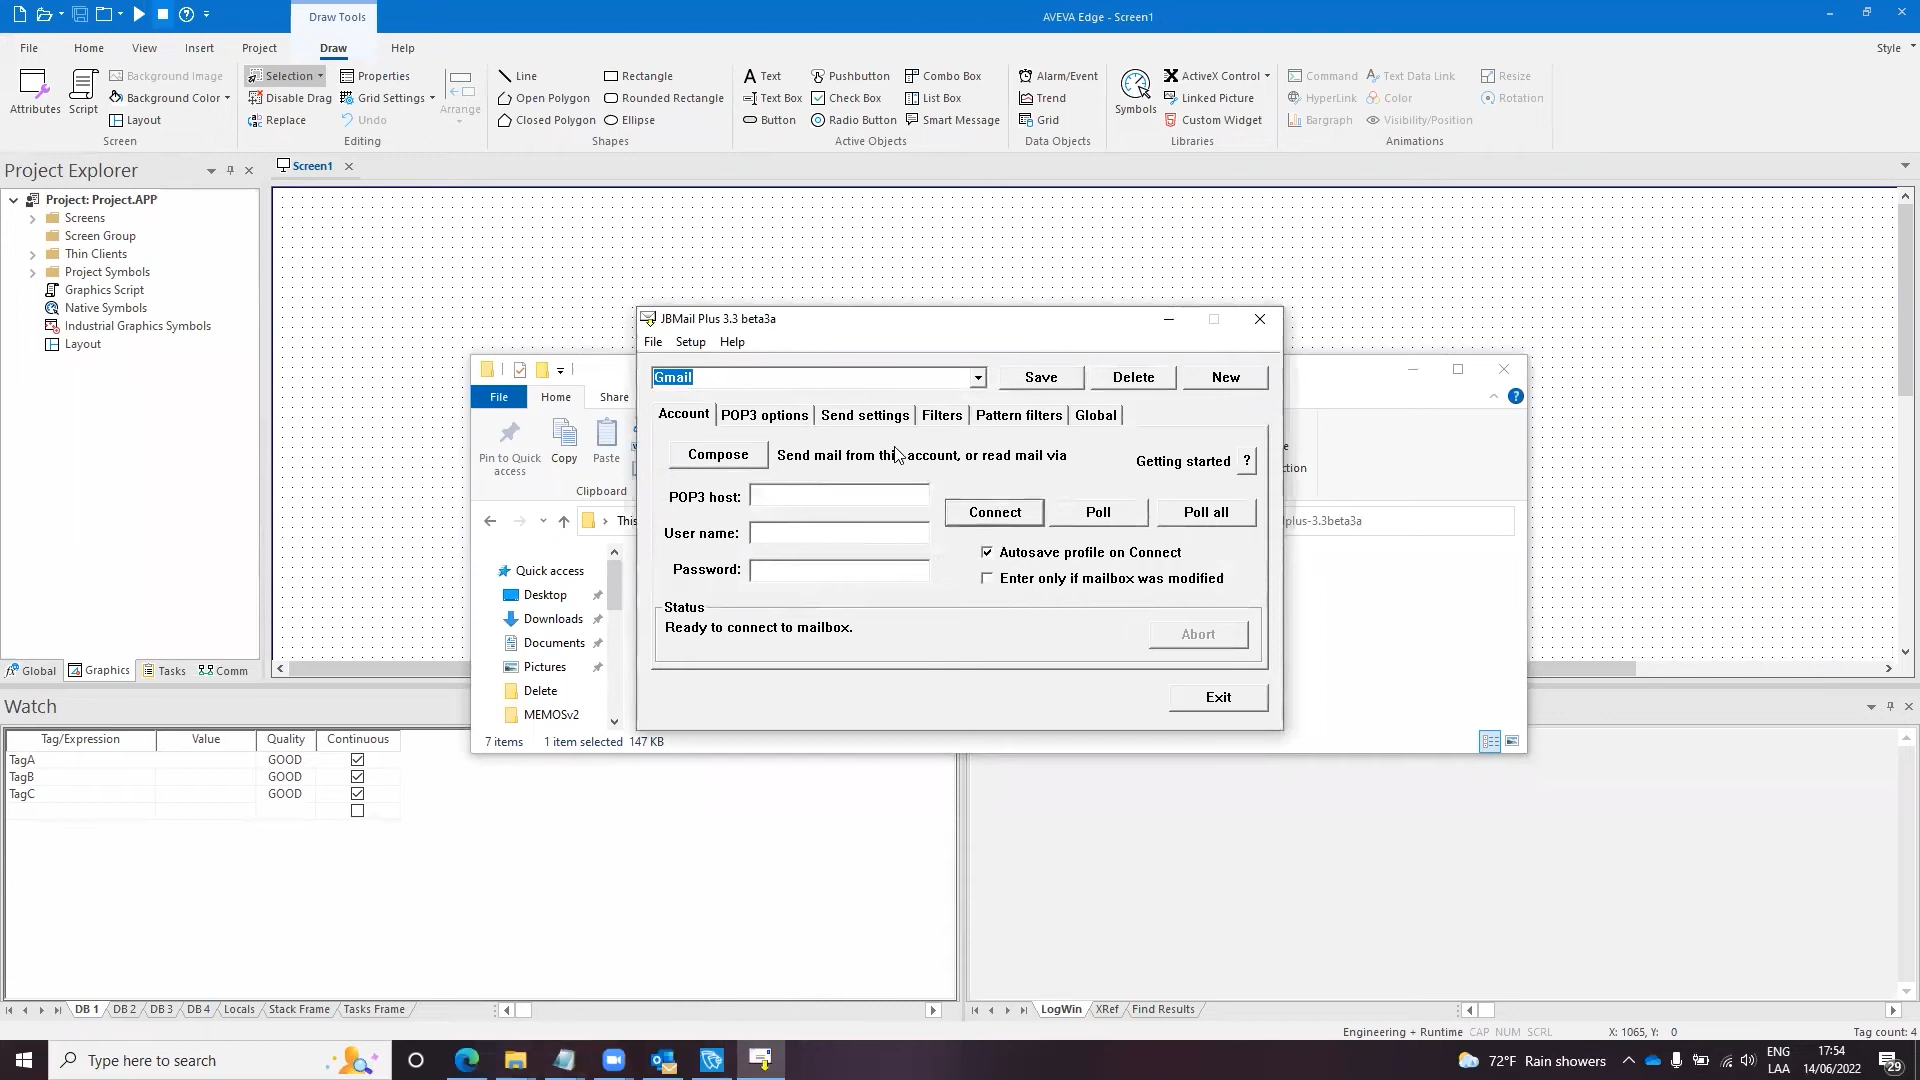 Draw Tools
AVEVA Edge - Screen1
File Home View Insert Project Draw Help Style
Attributes Script Background Image Background Color Layout
Screen
Selection Disable Drag Replace Properties Grid Settings Undo Arrange
Editing
Line Open Polygon Closed Polygon Rectangle Rounded Rectangle Ellipse
Shapes
Text Text Box Button Pushbutton Check Box Radio Button Combo Box List Box Smart Message
Active Objects
Alarm/Event Trend Grid
Data Objects
Symbols ActiveX Control Linked Picture Custom Widget
Libraries
Command HyperLink Bargraph Text Data Link Color Visibility/Position Resize Rotation
Animations
Project Explorer
Screen1
Project: Project.APP
Screens
Screen Group
Thin Clients
Project Symbols
Graphics Script
Native Symbols
Industrial Graphics Symbols
Layout
Global Graphics Tasks Comm
JBMail Plus 3.3 beta3a
File Setup Help
Gmail Save Delete New
Account POP3 options Send settings Filters Pattern filters Global
Compose Send mail from this account, or read mail via
Getting started ?
POP3 host:
User name:
Password:
Connect Poll Poll all
Autosave profile on Connect
Enter only if mailbox was modified
Status
Ready to connect to mailbox.
Abort
Exit
File Home Share
Pin to Quick access
Copy Paste
Clipboard
plus-3.3beta3a
Quick access
Desktop
Downloads
Documents
Pictures
Delete
MEMOSv2
7 items 1 item selected 147 KB
Watch
Tag/Expression Value Quality Continuous
TagA GOOD
TagB GOOD
TagC GOOD
DB 1 DB 2 DB 3 DB 4 Locals Stack Frame Tasks Frame
LogWin XRef Find Results
Engineering + Runtime CAP NUM SCRL X: 1065, Y: 0 Tag count: 4
Type here to search
72°F Rain showers
ENG
LAA
17:54
14/06/2022
29